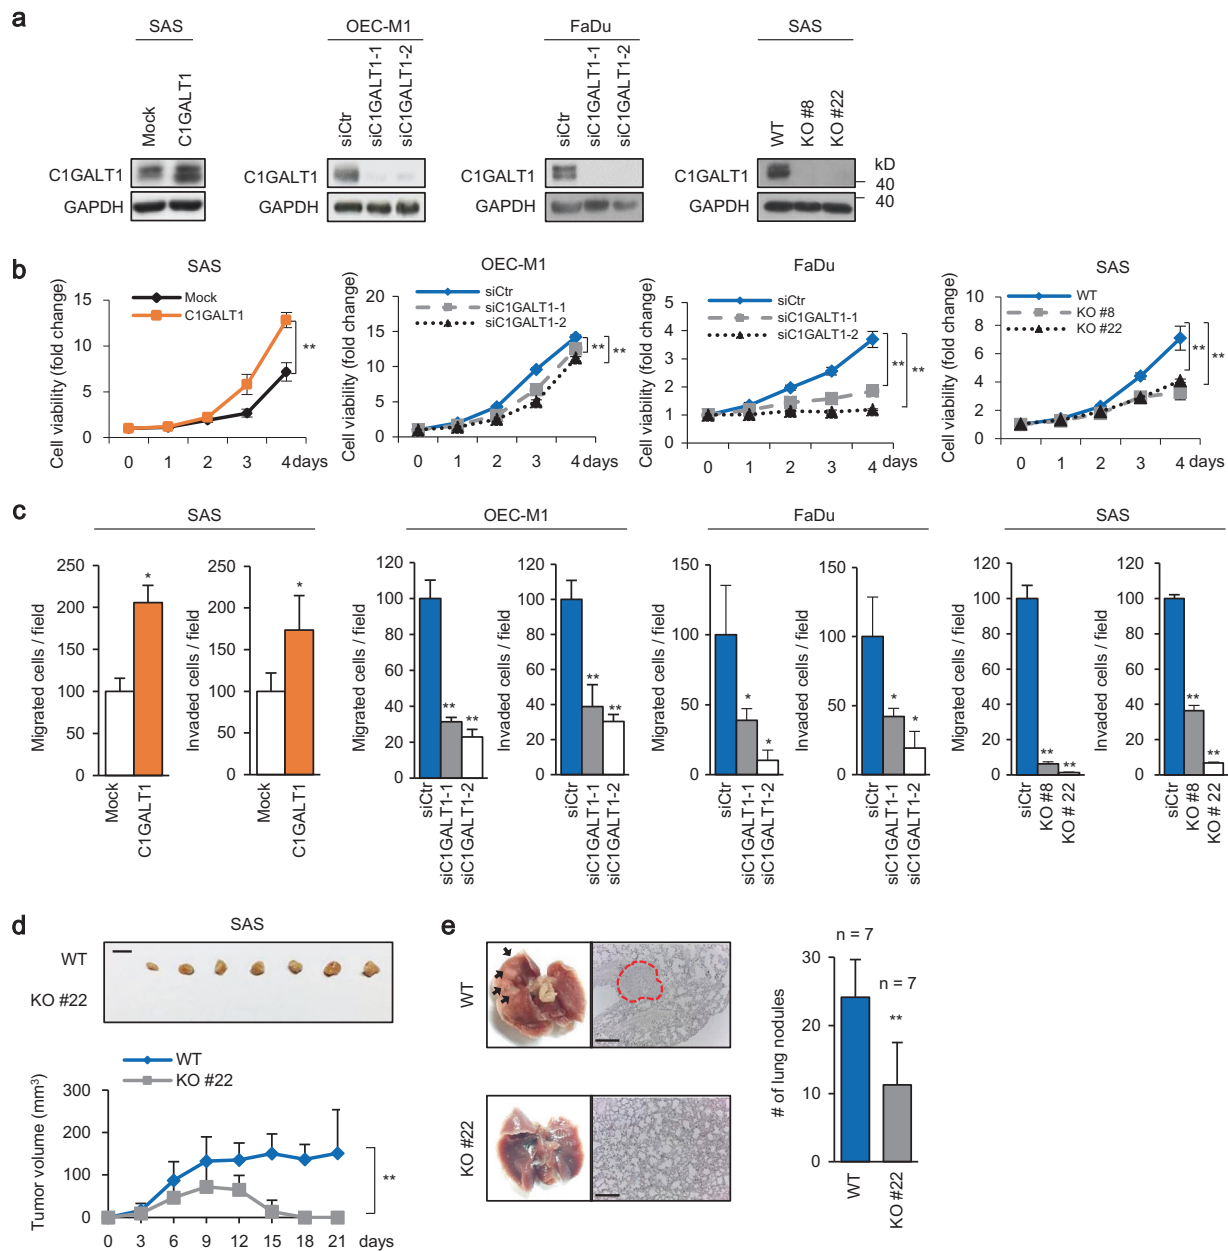 a
SAS
OEC-M1
FaDu
SAS
Mock
C1GALT1
siCtr
siC1GALT1-1
siC1GALT1-2
siCtr
siC1GALT1-1
siC1GALT1-2
WT
KO #8
KO #22
C1GALT1
C1GALT1
C1GALT1
C1GALT1
kD
40
GAPDH
GAPDH
GAPDH
GAPDH
40
b
SAS
Cell viability (fold change)
15
10
5
0
Mock
C1GALT1
**
0 1 2 3 4 days
OEC-M1
Cell viability (fold change)
20
15
10
5
0
siCtr
siC1GALT1-1
siC1GALT1-2
** **
0 1 2 3 4 days
FaDu
Cell viability (fold change)
5
4
3
2
1
0
siCtr
siC1GALT1-1
siC1GALT1-2
** **
0 1 2 3 4 days
SAS
Cell viability (fold change)
10
8
6
4
2
0
WT
KO #8
KO #22
** **
0 1 2 3 4 days
c
SAS
Migrated cells / field
250
200
150
100
50
0
*
Mock
C1GALT1
Invaded cells / field
250
200
150
100
50
0
*
Mock
C1GALT1
OEC-M1
Migrated cells / field
120
100
80
60
40
20
0
**
**
siCtr
siC1GALT1-1
siC1GALT1-2
Invaded cells / field
120
100
80
60
40
20
0
**
**
siCtr
siC1GALT1-1
siC1GALT1-2
FaDu
Migrated cells / field
150
100
50
0
*
*
siCtr
siC1GALT1-1
siC1GALT1-2
Invaded cells / field
150
100
50
0
*
*
siCtr
siC1GALT1-1
siC1GALT1-2
SAS
Migrated cells / field
120
100
80
60
40
20
0
**
**
siCtr
KO #8
KO # 22
Invaded cells / field
120
100
80
60
40
20
0
**
**
siCtr
KO #8
KO # 22
d
SAS
WT
KO #22
WT
KO #22
Tumor volume (mm³)
300
200
100
0
**
0 3 6 9 12 15 18 21 days
e
WT
KO #22
# of lung nodules
30
20
10
0
n = 7
n = 7
**
WT
KO #22